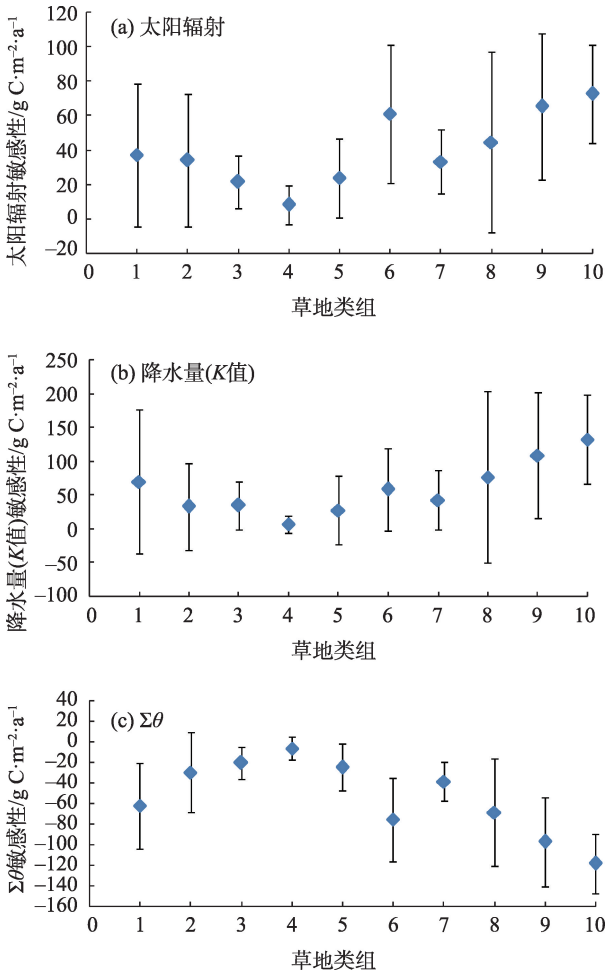 (a) 太阳辐射
太阳辐射敏感性/g C·m⁻²·a⁻¹
120
100
80
60
40
20
0
–20
0 1 2 3 4 5 6 7 8 9 10
草地类组
(b) 降水量(K值)
降水量(K值)敏感性/g C·m⁻²·a⁻¹
250
200
150
100
50
0
–50
–100
0 1 2 3 4 5 6 7 8 9 10
草地类组
(c) Σθ
Σθ敏感性/g C·m⁻²·a⁻¹
40
20
0
–20
–40
–60
–80
–100
–120
–140
–160
0 1 2 3 4 5 6 7 8 9 10
草地类组